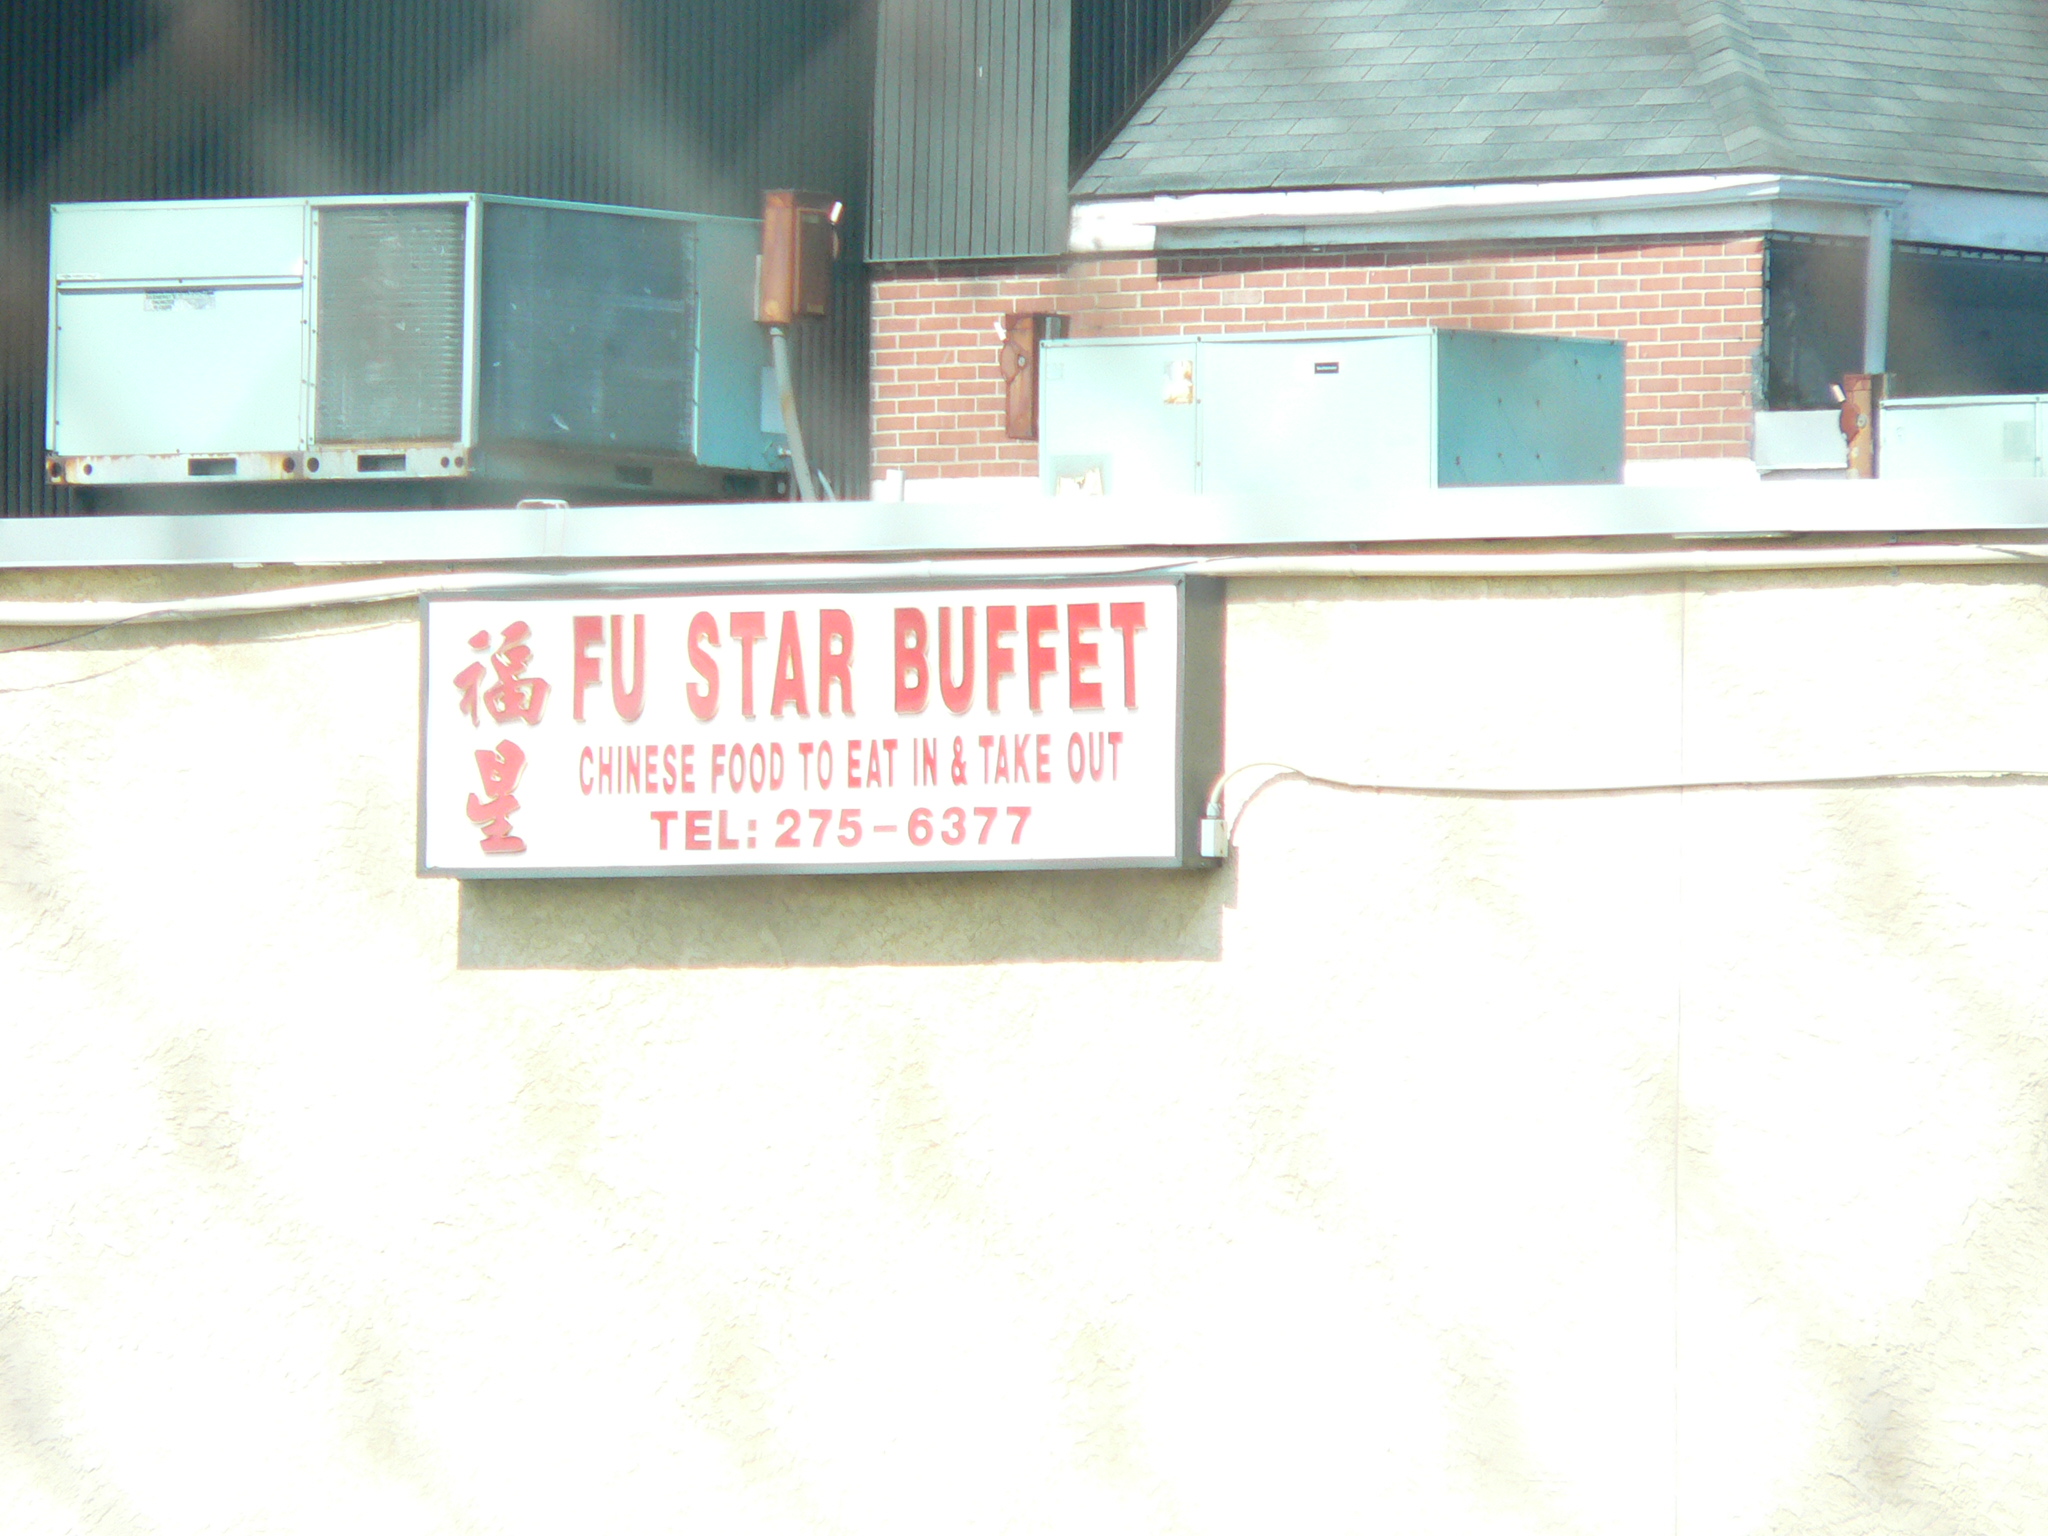 福星
FU STAR BUFFET
CHINESE FOOD TO EAT IN & TAKE OUT
TEL: 275-6377